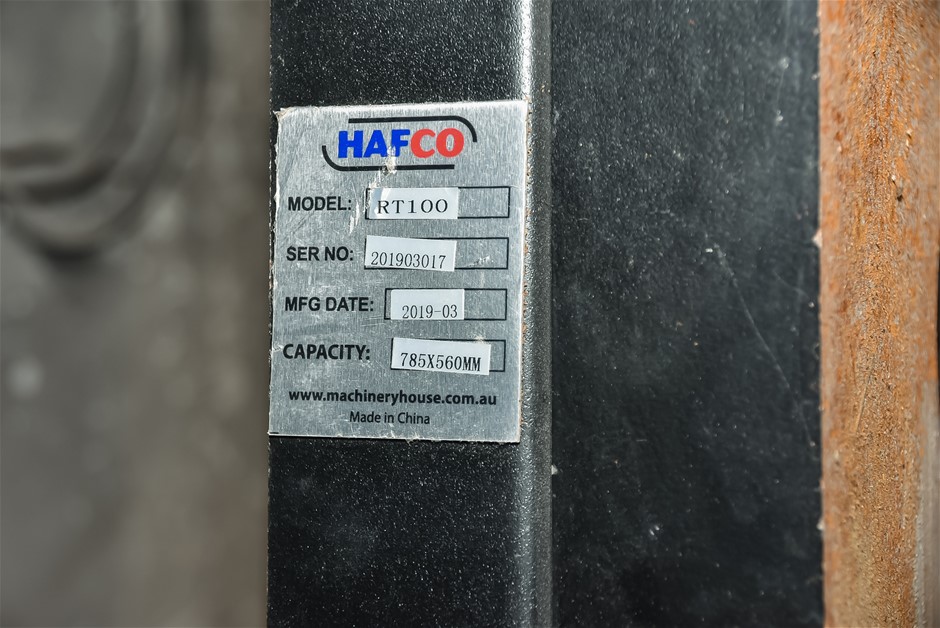 HAFCO
MODEL: RT100
SER NO: 201903017
MFG DATE: 2019-03
CAPACITY: 785X560MM
www.machineryhouse.com.au
Made in China